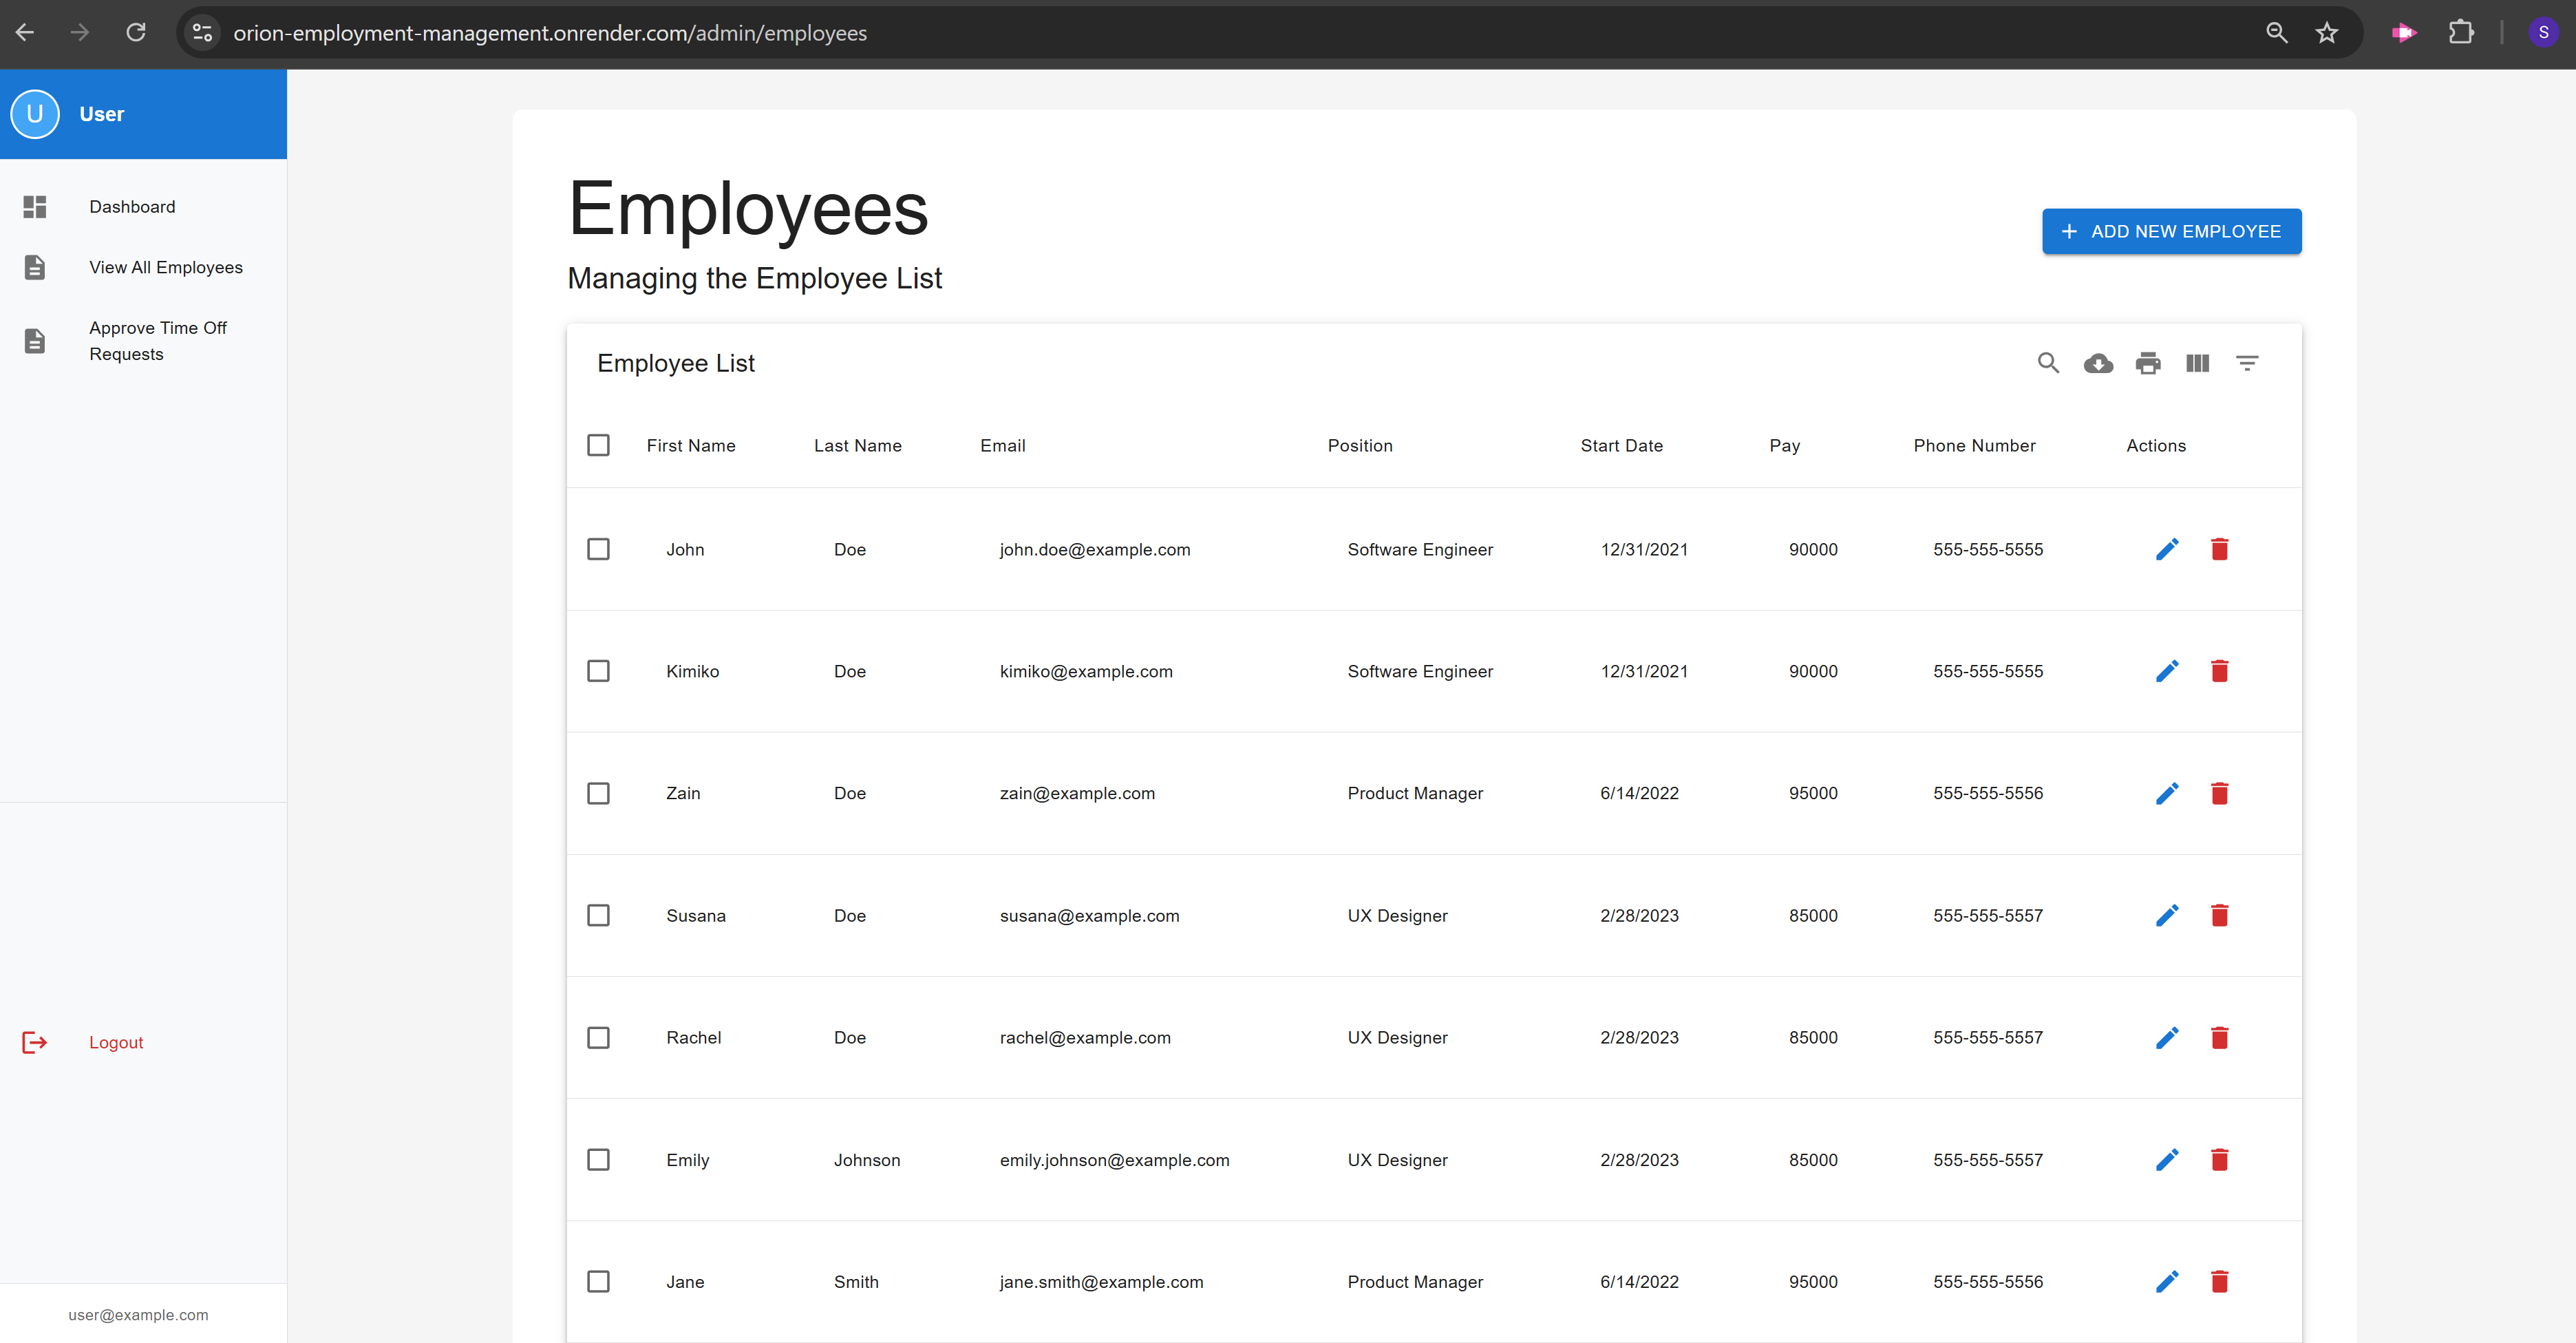 orion-employment-management.onrender.com/admin/employees
S
U
User
Dashboard
View All Employees
Approve Time Off
Requests
Logout
user@example.com
Employees
Managing the Employee List
ADD NEW EMPLOYEE
Employee List
First Name Last Name Email Position Start Date Pay Phone Number Actions
John Doe john.doe@example.com Software Engineer 12/31/2021 90000 555-555-5555
Kimiko Doe kimiko@example.com Software Engineer 12/31/2021 90000 555-555-5555
Zain Doe zain@example.com Product Manager 6/14/2022 95000 555-555-5556
Susana Doe susana@example.com UX Designer 2/28/2023 85000 555-555-5557
Rachel Doe rachel@example.com UX Designer 2/28/2023 85000 555-555-5557
Emily Johnson emily.johnson@example.com UX Designer 2/28/2023 85000 555-555-5557
Jane Smith jane.smith@example.com Product Manager 6/14/2022 95000 555-555-5556